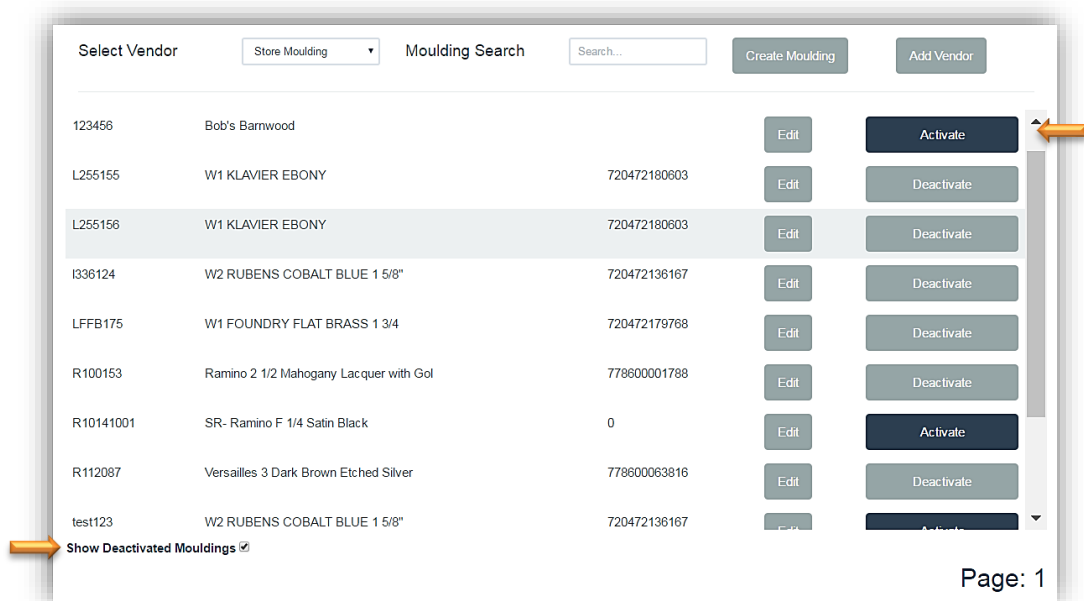 Select Vendor Store Moulding Moulding Search Search... Create Moulding Add Vendor
123456 Bob's Barnwood Edit Activate
L255155 W1 KLAVIER EBONY 720472180603 Edit Deactivate
L255156 W1 KLAVIER EBONY 720472180603 Edit Deactivate
I336124 W2 RUBENS COBALT BLUE 1 5/8" 720472136167 Edit Deactivate
LFFB175 W1 FOUNDRY FLAT BRASS 1 3/4 720472179768 Edit Deactivate
R100153 Ramino 2 1/2 Mahogany Lacquer with Gol 778600001788 Edit Deactivate
R10141001 SR- Ramino F 1/4 Satin Black 0 Edit Activate
R112087 Versailles 3 Dark Brown Etched Silver 778600063816 Edit Deactivate
test123 W2 RUBENS COBALT BLUE 1 5/8" 720472136167 Edit Activate
Show Deactivated Mouldings
Page: 1